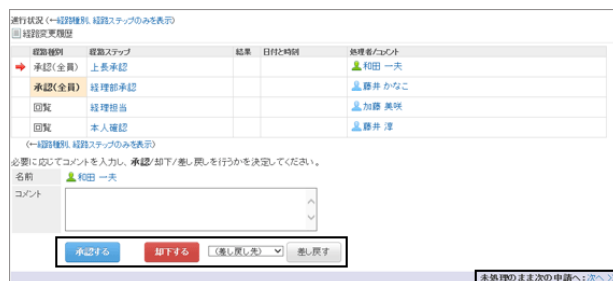 進行状況 (←経路種別, 経路ステップのみを表示)
経路変更履歴
経路種別 経路ステップ 結果 日付と時刻 処理者/コメント
承認(全員) 上長承認 和田 一夫
承認(全員) 経理部承認 藤井 かなこ
回覧 経理担当 加藤 美咲
回覧 本人確認 藤井 淳
(←経路種別, 経路ステップのみを表示)
必要に応じてコメントを入力し、承認/却下/差し戻しを行うかを決定してください。
名前 和田 一夫
コメント
承認する 却下する (差し戻し先) 差し戻す
未処理のまま次の申請へ:次へ